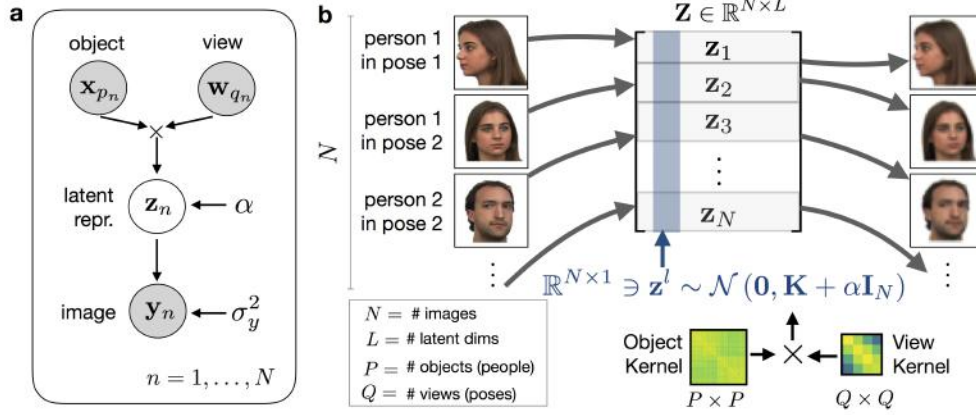 a
object view
x_{p_n} w_{q_n}
×
latent
repr.
z_n
α
image
y_n
σ_y^2
n = 1, . . . , N
b
Z ∈ ℝ^{N×L}
N
person 1
in pose 1
person 1
in pose 2
person 2
in pose 2
⋮
z_1
z_2
z_3
⋮
z_N
⋮
ℝ^{N×1} ∋ z^l ∼ 𝒩 (0, K + αI_N)
N = # images
L = # latent dims
P = # objects (people)
Q = # views (poses)
Object
Kernel
P × P
×
View
Kernel
Q × Q